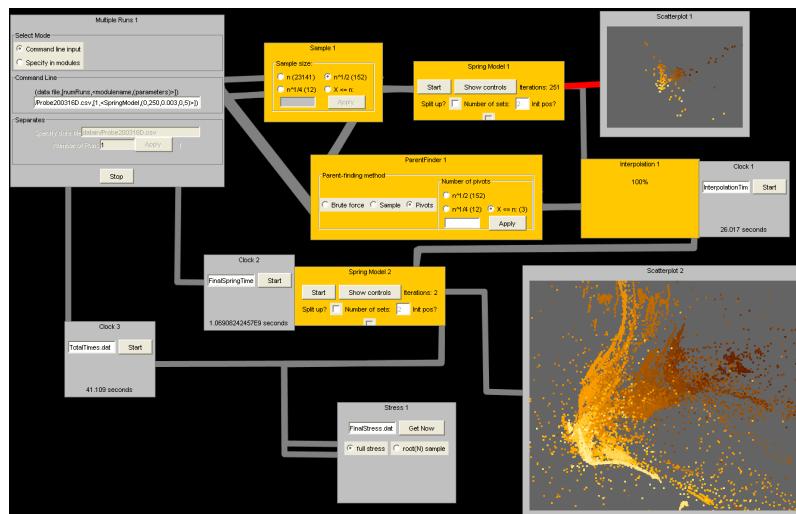 Multiple Runs 1
Select Mode
Command line input
Specify in modules
Command Line
(data file,[numRuns,<modulename,(parameters)>])
/Probe200316D.csv,[1,<SpringModel,(0,250,0.003,0,5)>])
Separates
Specify data file
Number of Runs
1
Apply
Stop
Sample 1
Sample size:
n (23141)
n^1/2 (152)
n^1/4 (12)
X <= n:
Apply
Spring Model 1
Start
Show controls
Iterations: 251
Split up?
Number of sets:
2
Init pos?
Scatterplot 1
ParentFinder 1
Parent-finding method
Brute force
Sample
Pivots
Number of pivots
n^1/2 (152)
n^1/4 (12)
X <= n: (3)
Apply
Interpolation 1
100%
Clock 1
InterpolationTim
Start
26.017 seconds
Clock 2
FinalSpringTime
Start
1.06908242457E9 seconds
Spring Model 2
Start
Show controls
Iterations: 2
Split up?
Number of sets:
2
Init pos?
Scatterplot 2
Clock 3
TotalTimes.dat
Start
41.109 seconds
Stress 1
FinalStress.dat
Get Now
full stress
root(N) sample